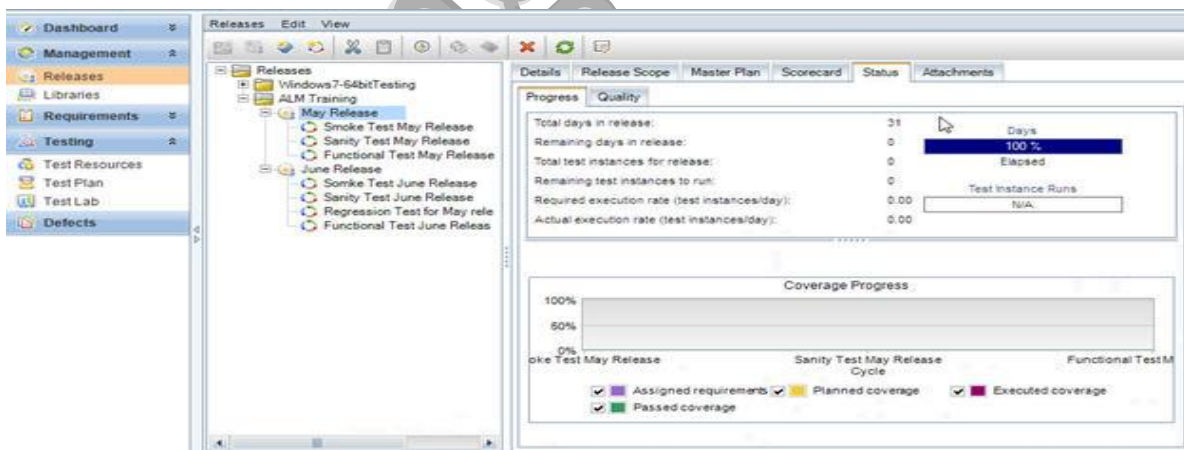 Dashboard
Management
Releases
Libraries
Requirements
Testing
Test Resources
Test Plan
Test Lab
Defects
Releases Edit View
Releases
Windows7-64bitTesting
ALM Training
May Release
Smoke Test May Release
Sanity Test May Release
Functional Test May Release
June Release
Somke Test June Release
Sanity Test June Release
Regression Test for May rele
Functional Test June Releas
Details Release Scope Master Plan Scorecard Status Attachments
Progress Quality
Total days in release: 31
Remaining days in release: 0
Total test instances for release: 0
Remaining test instances to run: 0
Required execution rate (test instances/day): 0.00
Actual execution rate (test instances/day): 0.00
Days
100 %
Elapsed
Test Instance Runs
N/A
Coverage Progress
100%
50%
0%
oke Test May Release Sanity Test May Release Functional Test M
Cycle
Assigned requirements Planned coverage Executed coverage
Passed coverage